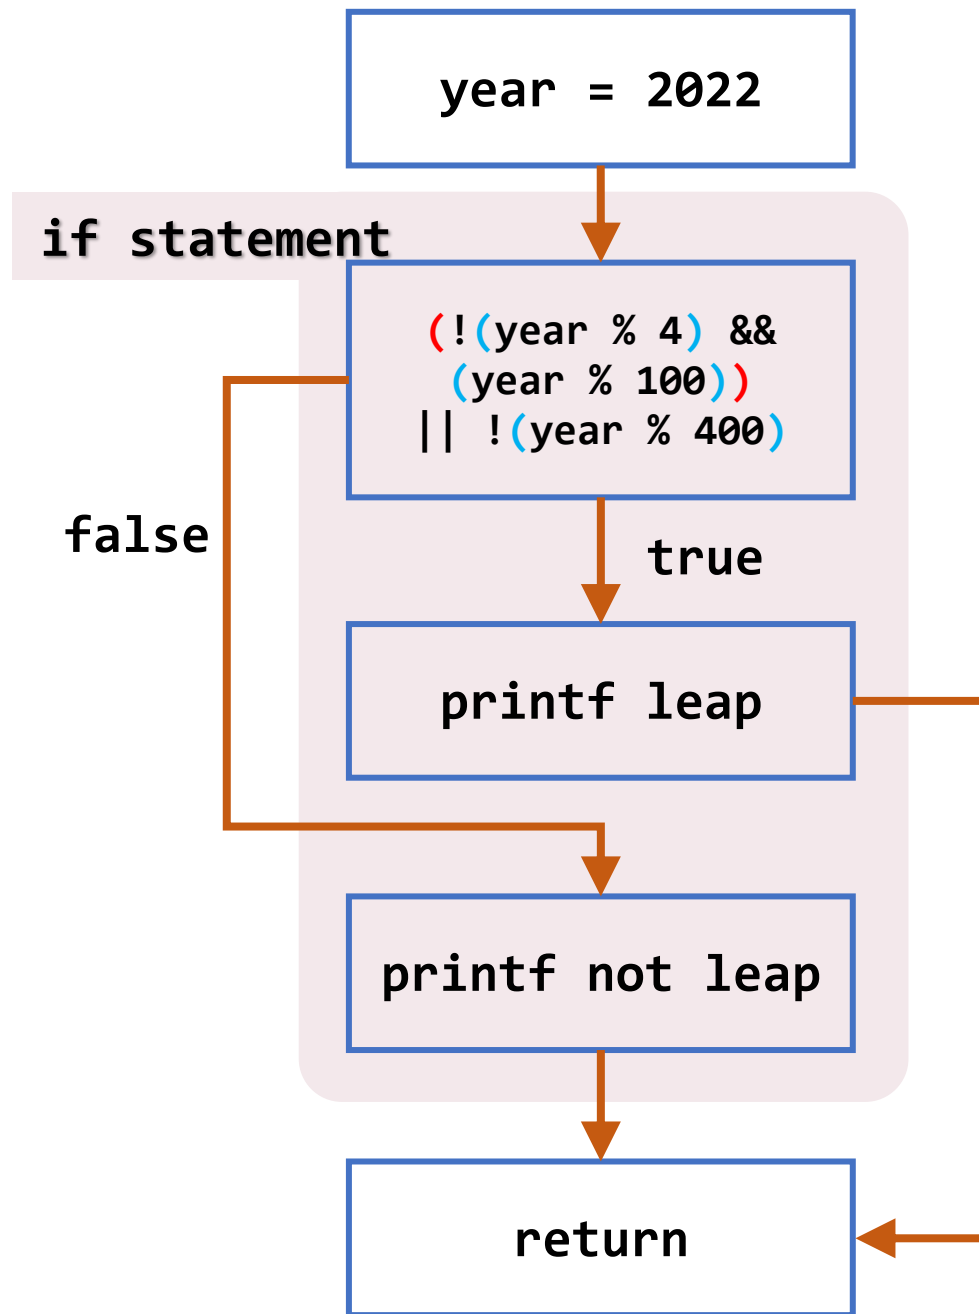 year = 2022
if statement
(!(year % 4) &&
(year % 100))
|| !(year % 400)
false
true
printf leap
printf not leap
return